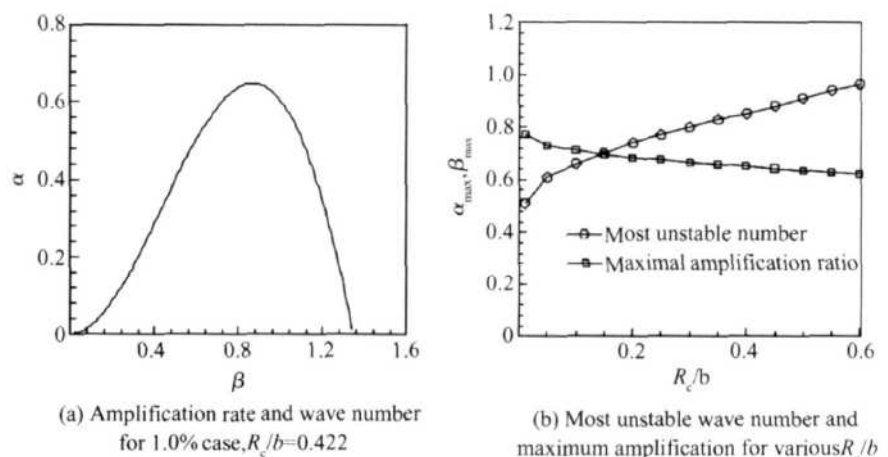 0.8
0.6
0.4
0.2
0
α
0.4
0.8
1.2
1.6
β
(a) Amplification rate and wave number
for 1.0% case,R_c/b=0.422
1.0
0.8
0.6
0.4
0.2
0
α_max,β_max
Most unstable number
Maximal amplification ratio
0.2
0.4
0.6
R_c/b
(b) Most unstable wave number and
maximum amplification for various R_c/b